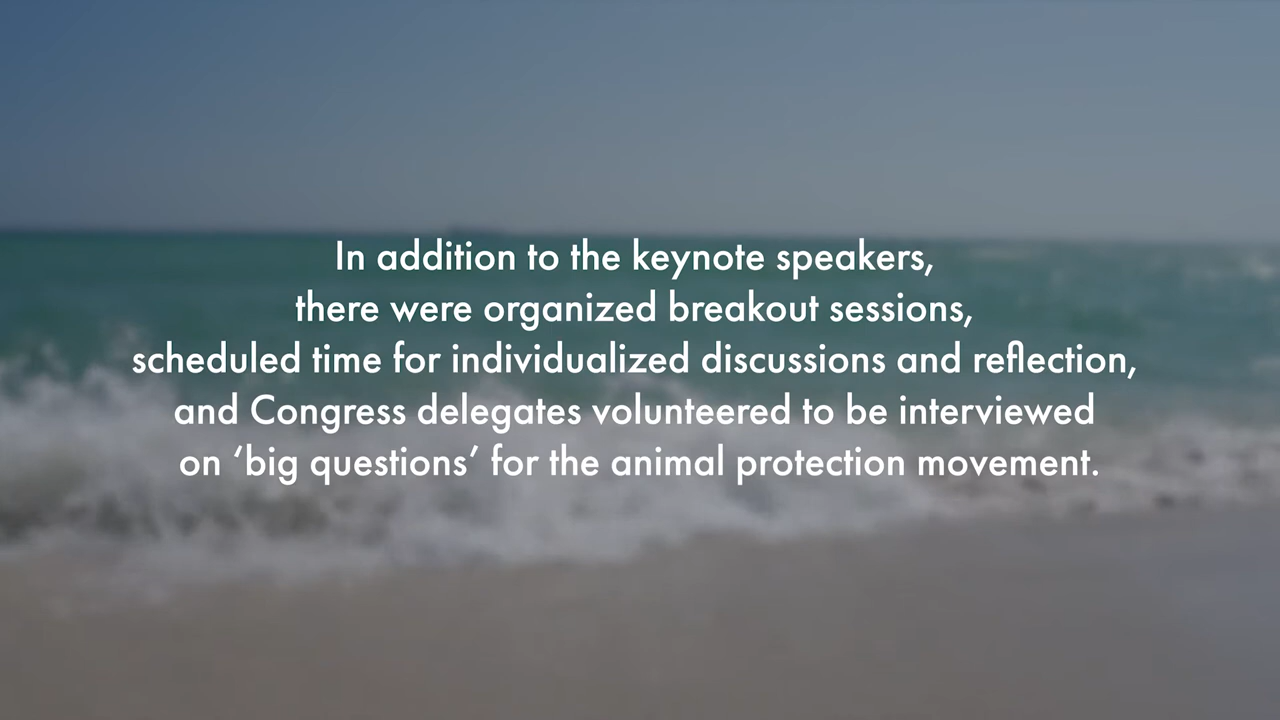 In addition to the keynote speakers,
there were organized breakout sessions,
scheduled time for individualized discussions and reflection,
and Congress delegates volunteered to be interviewed
on ‘big questions’ for the animal protection movement.